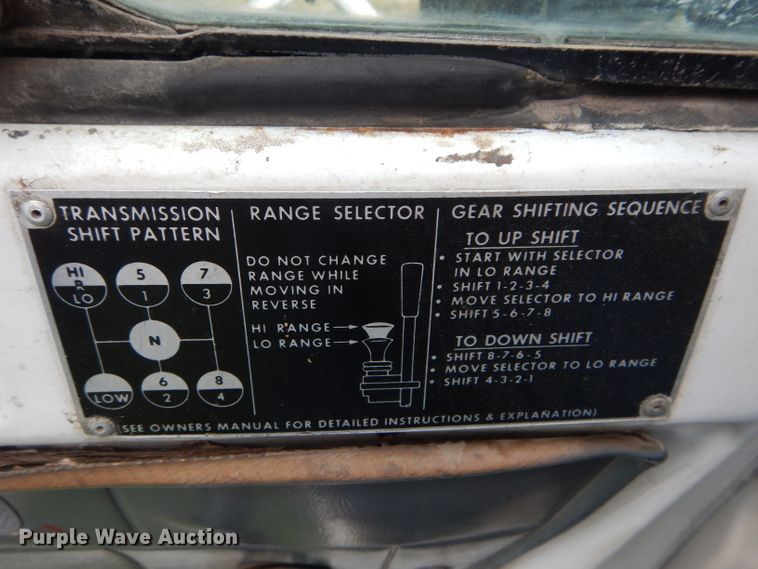 TRANSMISSION
SHIFT PATTERN
HI
R
LO
5
1
7
3
N
LOW
6
2
8
4
RANGE SELECTOR
DO NOT CHANGE
RANGE WHILE
MOVING IN
REVERSE
HI RANGE
LO RANGE
GEAR SHIFTING SEQUENCE
TO UP SHIFT
• START WITH SELECTOR
IN LO RANGE
• SHIFT 1-2-3-4
• MOVE SELECTOR TO HI RANGE
• SHIFT 5-6-7-8
TO DOWN SHIFT
• SHIFT 8-7-6-5
• MOVE SELECTOR TO LO RANGE
• SHIFT 4-3-2-1
(SEE OWNERS MANUAL FOR DETAILED INSTRUCTIONS & EXPLANATION)
Purple Wave Auction
Purple Wave Auction